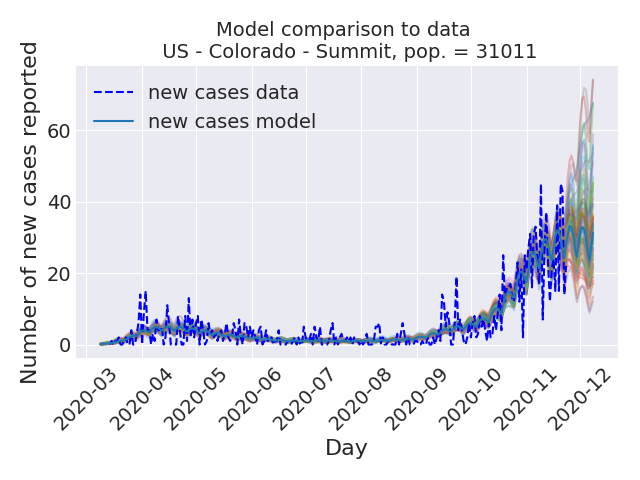 Model comparison to data
US - Colorado - Summit, pop. = 31011
new cases data
new cases model
Number of new cases reported
60
40
20
0
2020-03
2020-04
2020-05
2020-06
2020-07
2020-08
2020-09
2020-10
2020-11
2020-12
Day